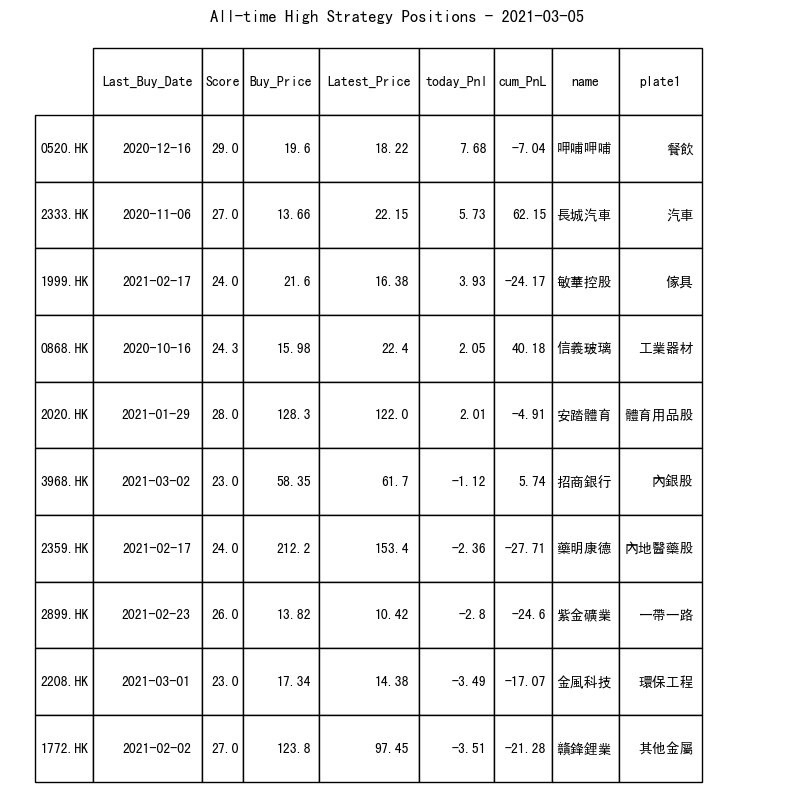 All-time High Strategy Positions - 2021-03-05
Last_Buy_Date Score Buy_Price Latest_Price today_Pnl cum_PnL name plate1
0520.HK 2020-12-16 29.0 19.6 18.22 7.68 -7.04 呷哺呷哺 餐飲
2333.HK 2020-11-06 27.0 13.66 22.15 5.73 62.15 長城汽車 汽車
1999.HK 2021-02-17 24.0 21.6 16.38 3.93 -24.17 敏華控股 傢具
0868.HK 2020-10-16 24.3 15.98 22.4 2.05 40.18 信義玻璃 工業器材
2020.HK 2021-01-29 28.0 128.3 122.0 2.01 -4.91 安踏體育 體育用品股
3968.HK 2021-03-02 23.0 58.35 61.7 -1.12 5.74 招商銀行 內銀股
2359.HK 2021-02-17 24.0 212.2 153.4 -2.36 -27.71 藥明康德 內地醫藥股
2899.HK 2021-02-23 26.0 13.82 10.42 -2.8 -24.6 紫金礦業 一帶一路
2208.HK 2021-03-01 23.0 17.34 14.38 -3.49 -17.07 金風科技 環保工程
1772.HK 2021-02-02 27.0 123.8 97.45 -3.51 -21.28 贛鋒鋰業 其他金屬